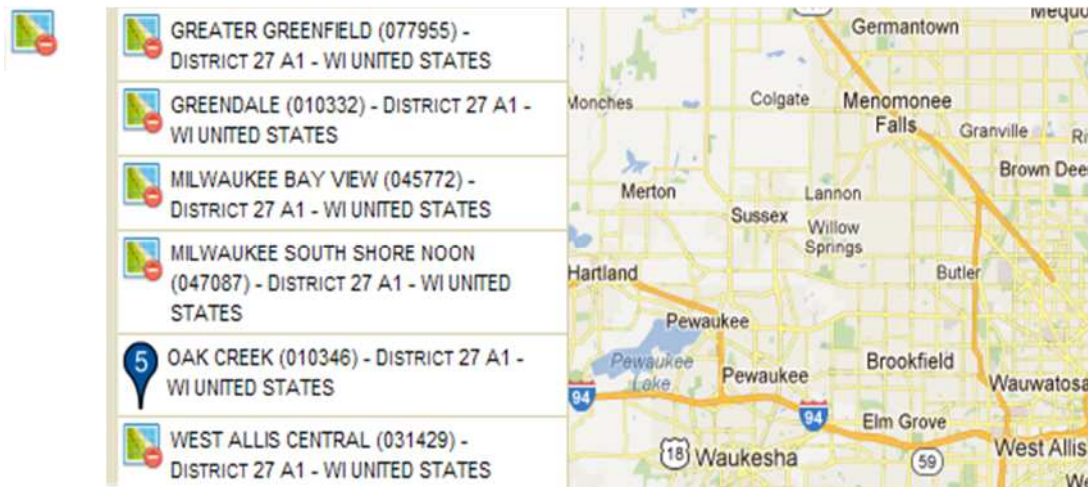 GREATER GREENFIELD (077955) -
DISTRICT 27 A1 - WI UNITED STATES
GREENDALE (010332) - DISTRICT 27 A1 -
WI UNITED STATES
MILWAUKEE BAY VIEW (045772) -
DISTRICT 27 A1 - WI UNITED STATES
MILWAUKEE SOUTH SHORE NOON
(047087) - DISTRICT 27 A1 - WI UNITED
STATES
5
OAK CREEK (010346) - DISTRICT 27 A1 -
WI UNITED STATES
WEST ALLIS CENTRAL (031429) -
DISTRICT 27 A1 - WI UNITED STATES
Germantown
Monches
Colgate
Menomonee
Falls
Granville
Brown Dee
Merton
Lannon
Sussex
Willow
Springs
Hartland
Butler
Pewaukee
Pewaukee
Lake
Pewaukee
Brookfield
Wauwatosa
94
94
Elm Grove
18
Waukesha
59
West Allis